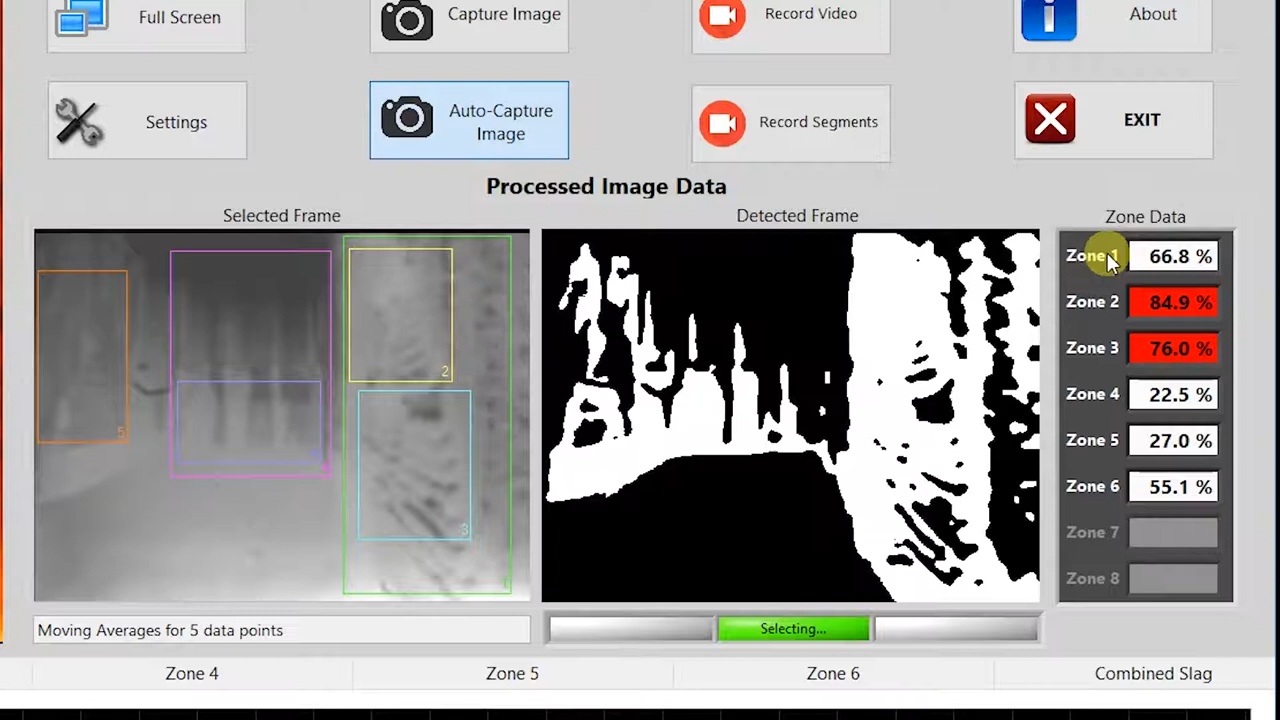 Full Screen
Capture Image
Record Video
About
Settings
Auto-Capture
Image
Record Segments
EXIT
Processed Image Data
Selected Frame
Detected Frame
Zone Data
Zone 1 66.8 %
Zone 2 84.9 %
Zone 3 76.0 %
Zone 4 22.5 %
Zone 5 27.0 %
Zone 6 55.1 %
Zone 7
Zone 8
2
5
3
Moving Averages for 5 data points
Selecting...
Zone 4
Zone 5
Zone 6
Combined Slag